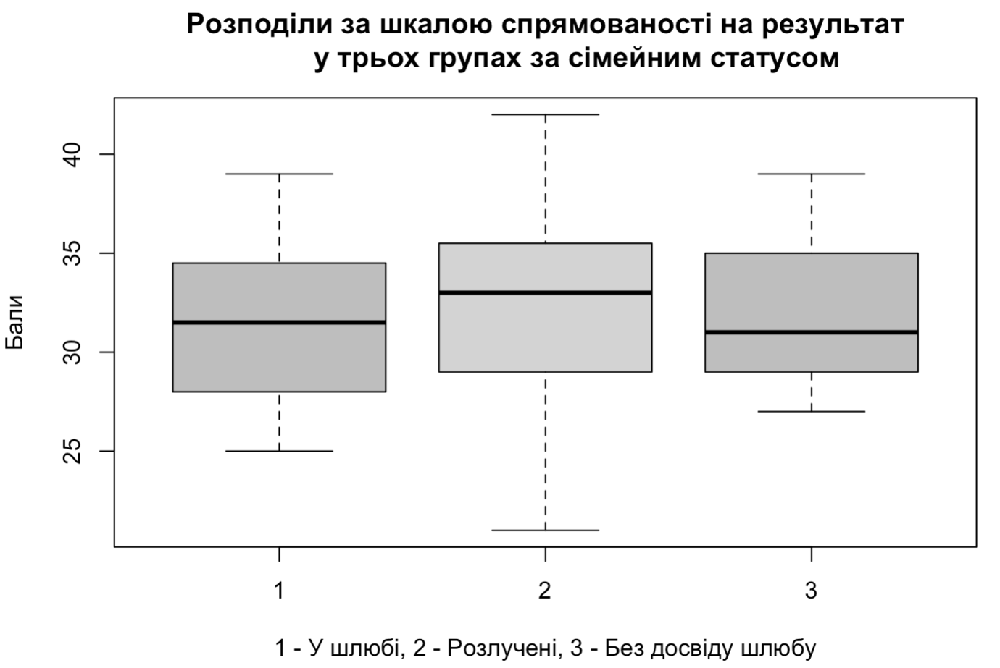 Розподіли за шкалою спрямованості на результат
у трьох групах за сімейним статусом
Бали
40
35
30
25
1 2 3
1 - У шлюбі, 2 - Розлучені, 3 - Без досвіду шлюбу